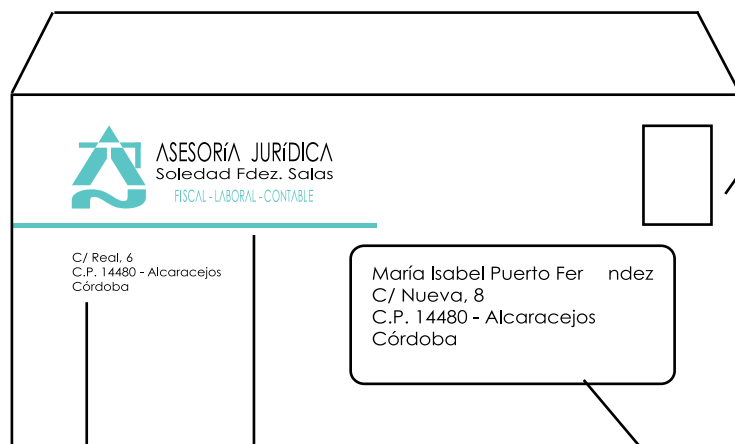 ASESORÍA JURÍDICA
Soledad Fdez. Salas
FISCAL - LABORAL - CONTABLE
C/ Real, 6
C.P. 14480 - Alcaracejos
Córdoba
María Isabel Puerto Fer ndez
C/ Nueva, 8
C.P. 14480 - Alcaracejos
Córdoba